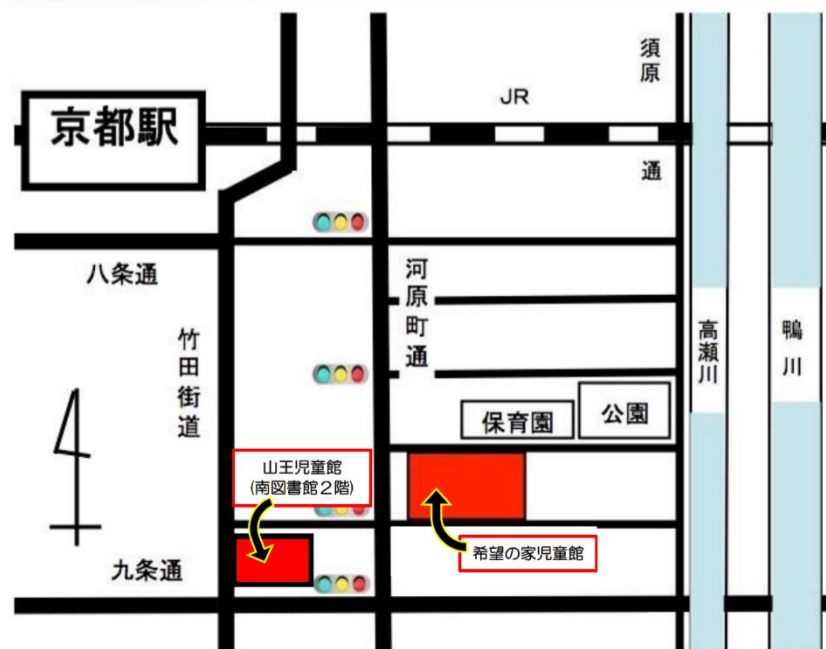 須原通
JR
京都駅
八条通
河原町通
竹田街道
高瀬川
鴨川
保育園
公園
山王児童館
(南図書館２階)
希望の家児童館
九条通